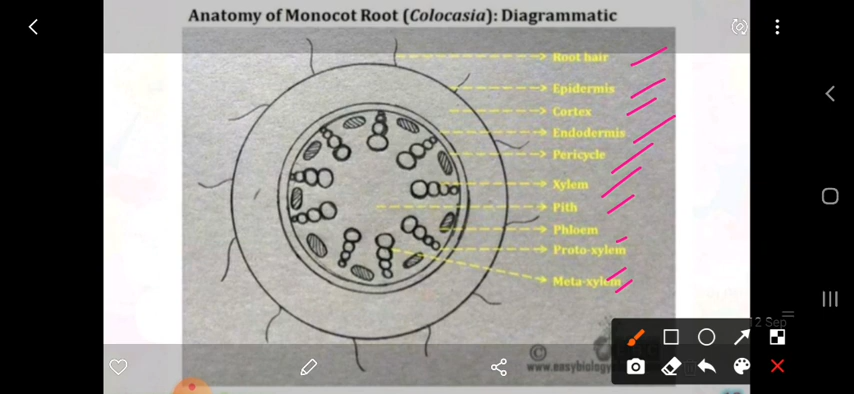 Anatomy of Monocot Root (Colocasia): Diagrammatic
Root hair
Epidermis
Cortex
Endodermis
Pericycle
Xylem
Pith
Phloem
Proto-xylem
Meta-xylem
12 Sep
©
www.easybiology